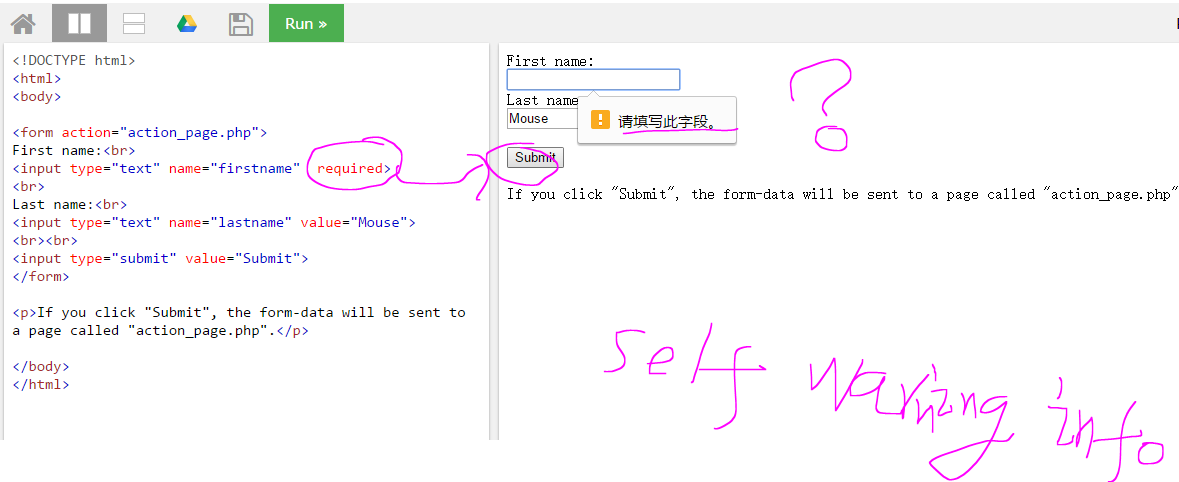 Run »
<!DOCTYPE html>
<html>
<body>
<form action="action_page.php">
First name:<br>
<input type="text" name="firstname" required>
<br>
Last name:<br>
<input type="text" name="lastname" value="Mouse">
<br><br>
<input type="submit" value="Submit">
</form>
<p>If you click "Submit", the form-data will be sent to
a page called "action_page.php".</p>
</body>
</html>
First name:
Last name
Mouse
请填写此字段。
Submit
If you click "Submit", the form-data will be sent to a page called "action_page.php"
?
self warning info